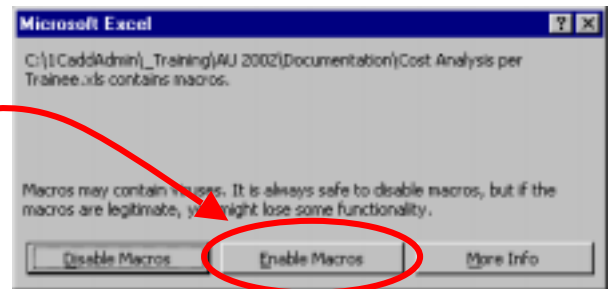 Microsoft Excel
C:\1CaddAdmin\_Training\AU 2002\Documentation\Cost Analysis per
Trainee.xls contains macros.
Macros may contain viruses. It is always safe to disable macros, but if the
macros are legitimate, you might lose some functionality.
Disable Macros
Enable Macros
More Info